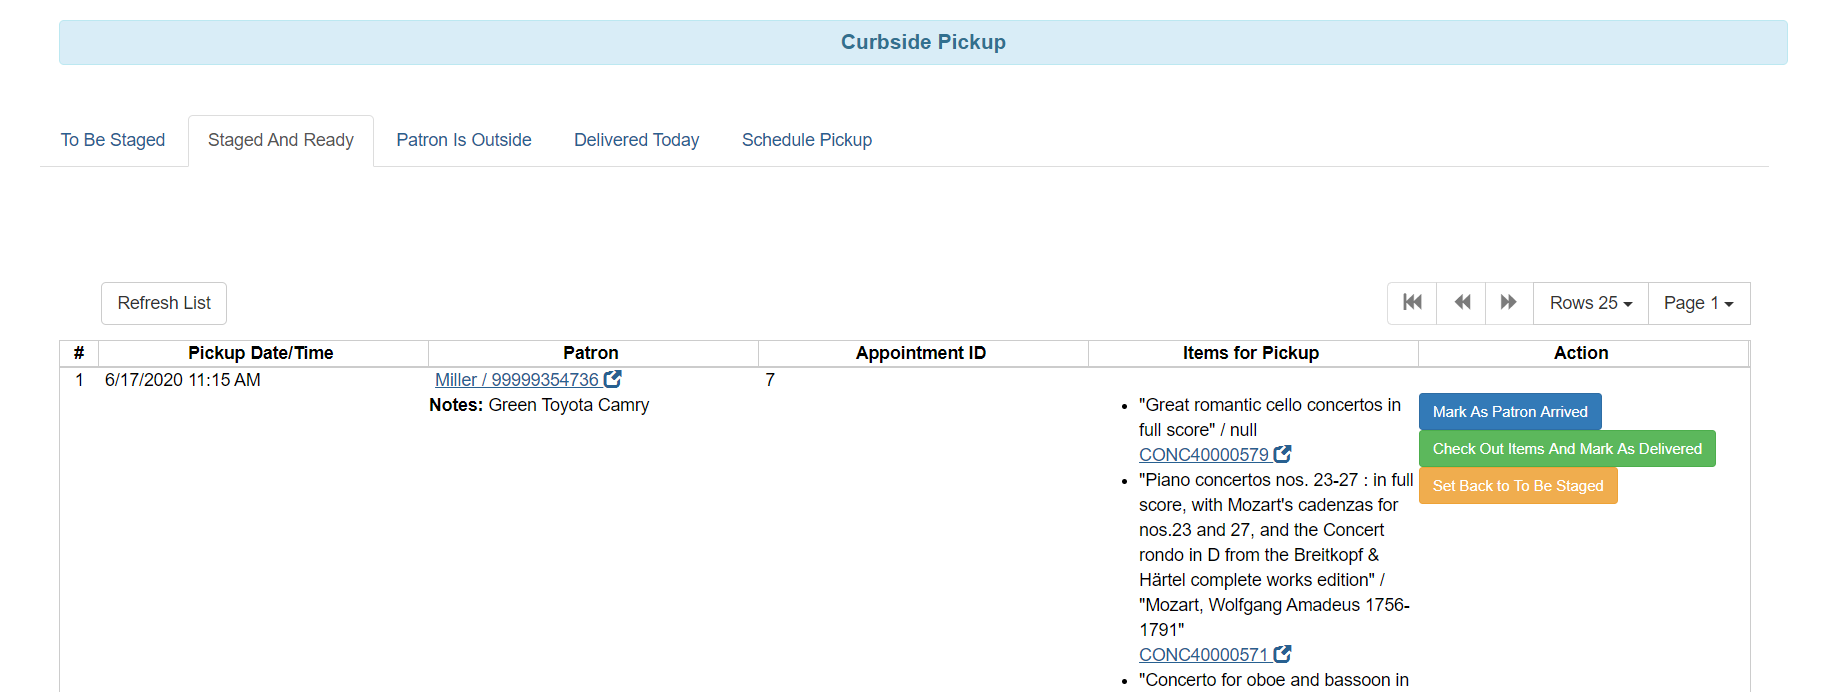 Curbside Pickup
To Be Staged
Staged And Ready
Patron Is Outside
Delivered Today
Schedule Pickup
Refresh List
Rows 25
Page 1
# Pickup Date/Time Patron Appointment ID Items for Pickup Action
1 6/17/2020 11:15 AM Miller / 99999354736 7
Notes: Green Toyota Camry
• "Great romantic cello concertos in
full score" / null
CONC40000579
• "Piano concertos nos. 23-27 : in full
score, with Mozart's cadenzas for
nos.23 and 27, and the Concert
rondo in D from the Breitkopf &
Härtel complete works edition" /
"Mozart, Wolfgang Amadeus 1756-
1791"
CONC40000571
• "Concerto for oboe and bassoon in
Mark As Patron Arrived
Check Out Items And Mark As Delivered
Set Back to To Be Staged